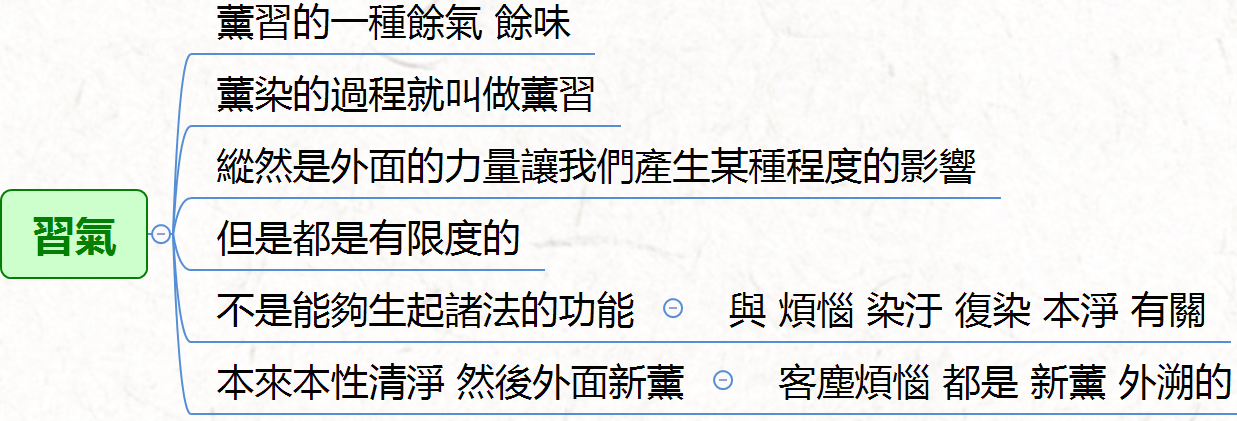 薰習的一種餘氣 餘味
薰染的過程就叫做薰習
縱然是外面的力量讓我們產生某種程度的影響
習氣
但是都是有限度的
不是能夠生起諸法的功能 與 煩惱 染汙 復染 本淨 有關
本來本性清淨 然後外面新薰 客塵煩惱 都是 新薰 外溯的